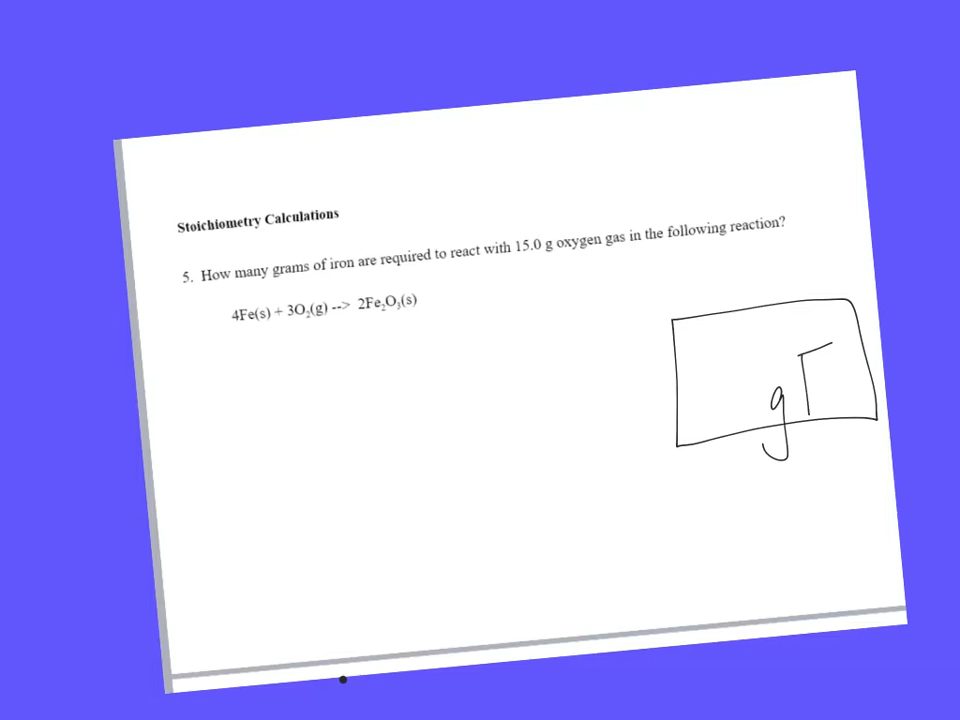 Stoichiometry Calculations
5. How many grams of iron are required to react with 15.0 g oxygen gas in the following reaction?
4Fe(s) + 3O₂(g) --> 2Fe₂O₃(s)
g